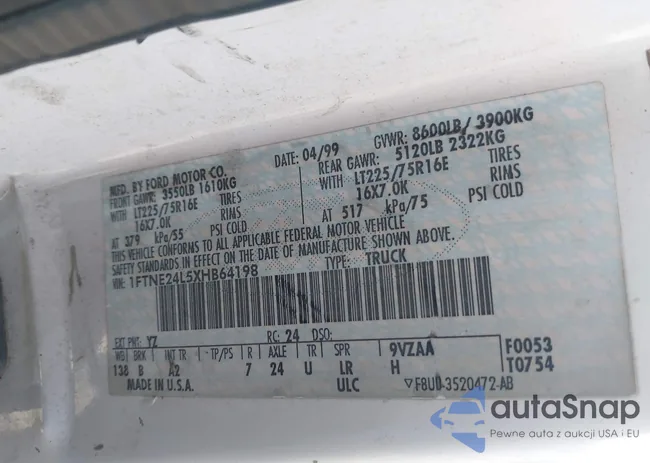 MFD. BY FORD MOTOR CO.
DATE: 04/99 GVWR: 8600LB/ 3900KG
FRONT GAWR: 3550LB 1610KG REAR GAWR: 5120LB 2322KG
WITH LT225/75R16E TIRES WITH LT225/75R16E TIRES
16X7.0K RIMS 16X7.0K RIMS
AT 379 kPa/55 PSI COLD AT 517 kPa/75 PSI COLD
THIS VEHICLE CONFORMS TO ALL APPLICABLE FEDERAL MOTOR VEHICLE
SAFETY STANDARDS IN EFFECT ON THE DATE OF MANUFACTURE SHOWN ABOVE.
VIN: 1FTNE24L5XHB64198 TYPE: TRUCK
EXT PNT: YZ RC: 24 DSO:
WB BRK INT TR TP/PS R AXLE TR SPR 9VZAA F0053
138 B A2 7 24 U LR H T0754
MADE IN U.S.A. ULC ▽F8UD-3520472-AB
autaSnap
Pewne auta z aukcji USA i EU